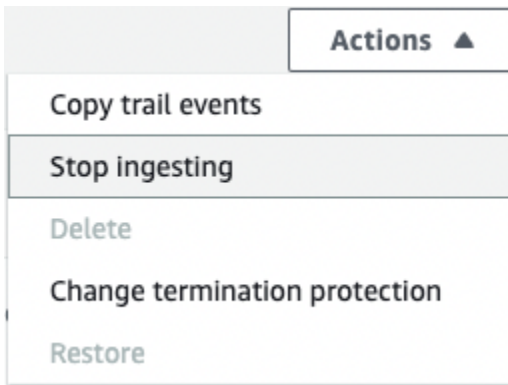 Actions
Copy trail events
Stop ingesting
Delete
Change termination protection
Restore